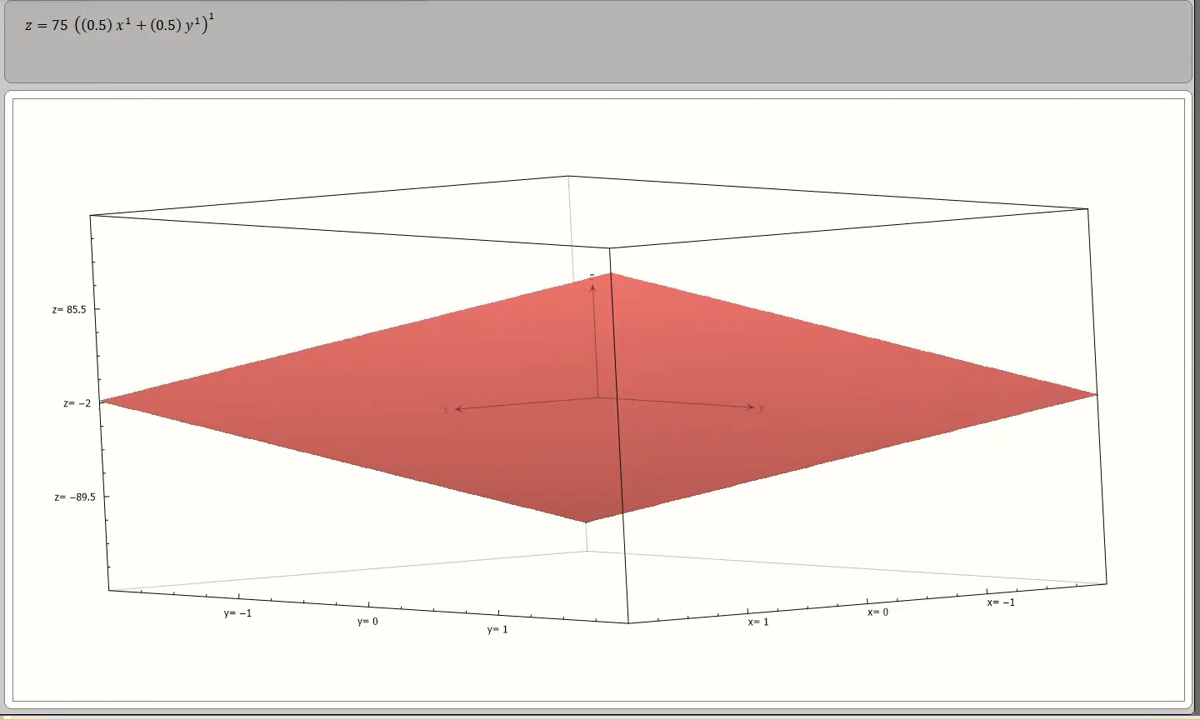 z = 75 ((0.5) x¹ + (0.5) y¹)¹
z= 85.5
z= −2
z= −89.5
x
y
y= −1
y= 0
y= 1
x= 1
x= 0
x= −1